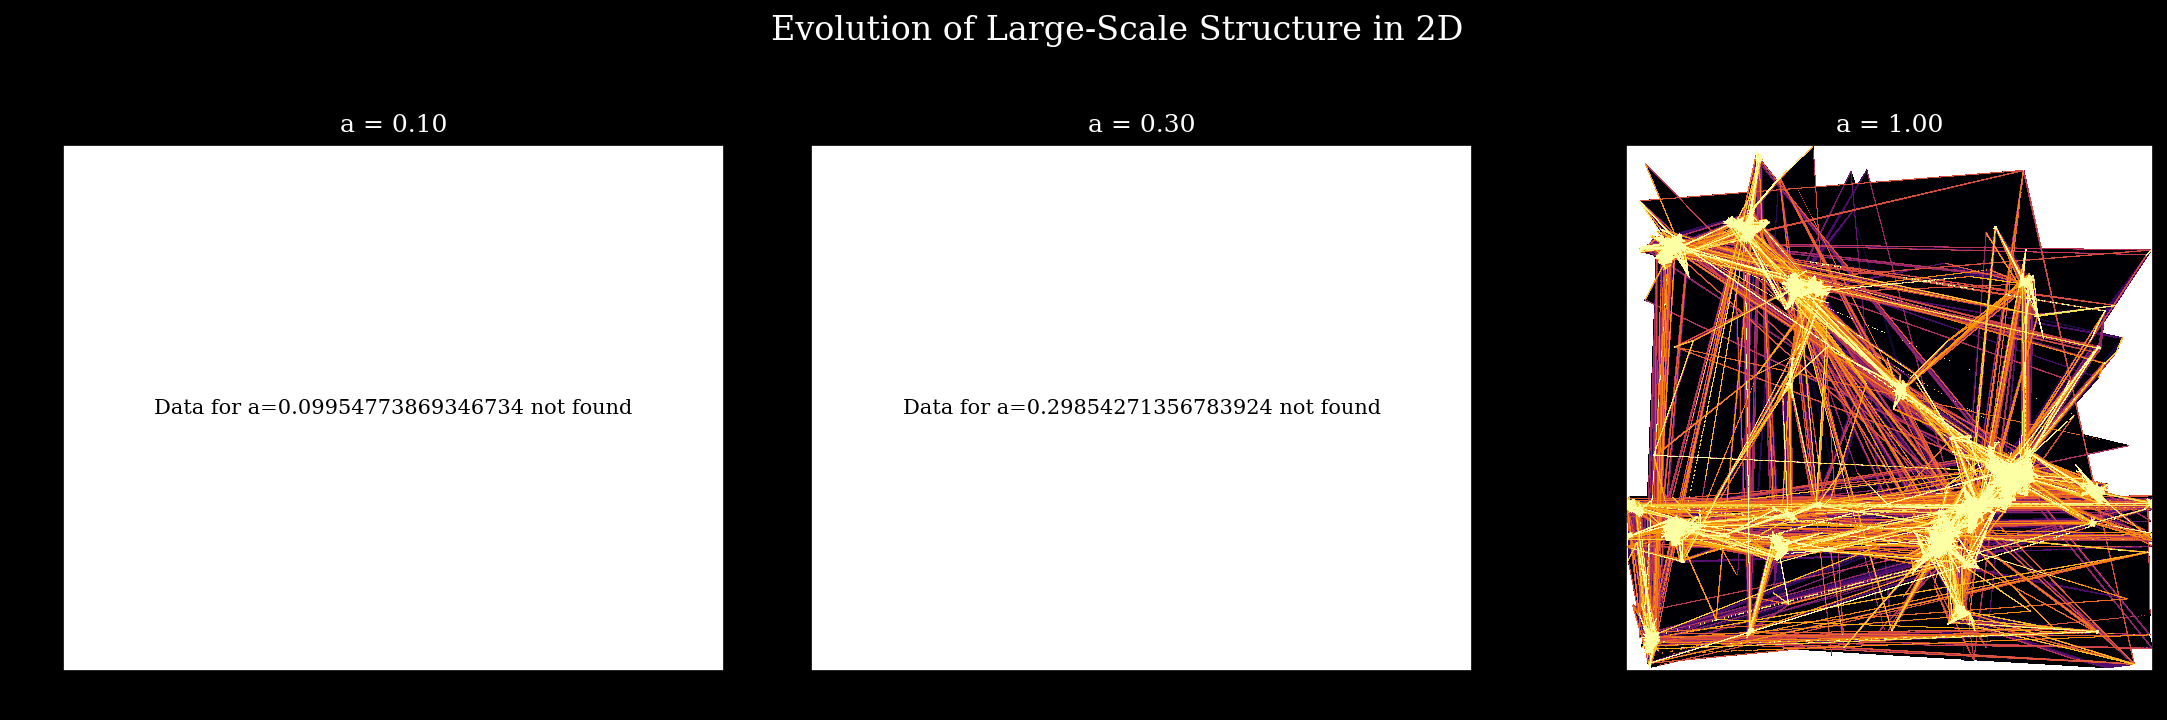 Evolution of Large-Scale Structure in 2D
a = 0.10
a = 0.30
a = 1.00
Data for a=0.09954773869346734 not found
Data for a=0.29854271356783924 not found